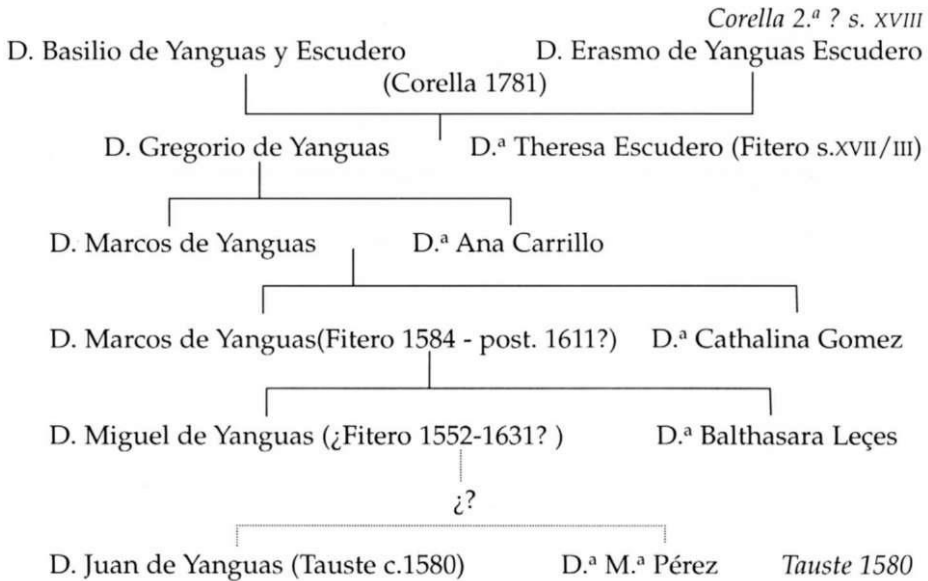 Corella 2.ª ? s. XVIII
D. Basilio de Yanguas y Escudero D. Erasmo de Yanguas Escudero
(Corella 1781)
D. Gregorio de Yanguas D.ª Theresa Escudero (Fitero s.XVII/III)
D. Marcos de Yanguas D.ª Ana Carrillo
D. Marcos de Yanguas(Fitero 1584 - post. 1611?) D.ª Cathalina Gomez
D. Miguel de Yanguas (¿Fitero 1552-1631? ) D.ª Balthasara Leçes
¿?
D. Juan de Yanguas (Tauste c.1580) D.ª M.ª Pérez Tauste 1580